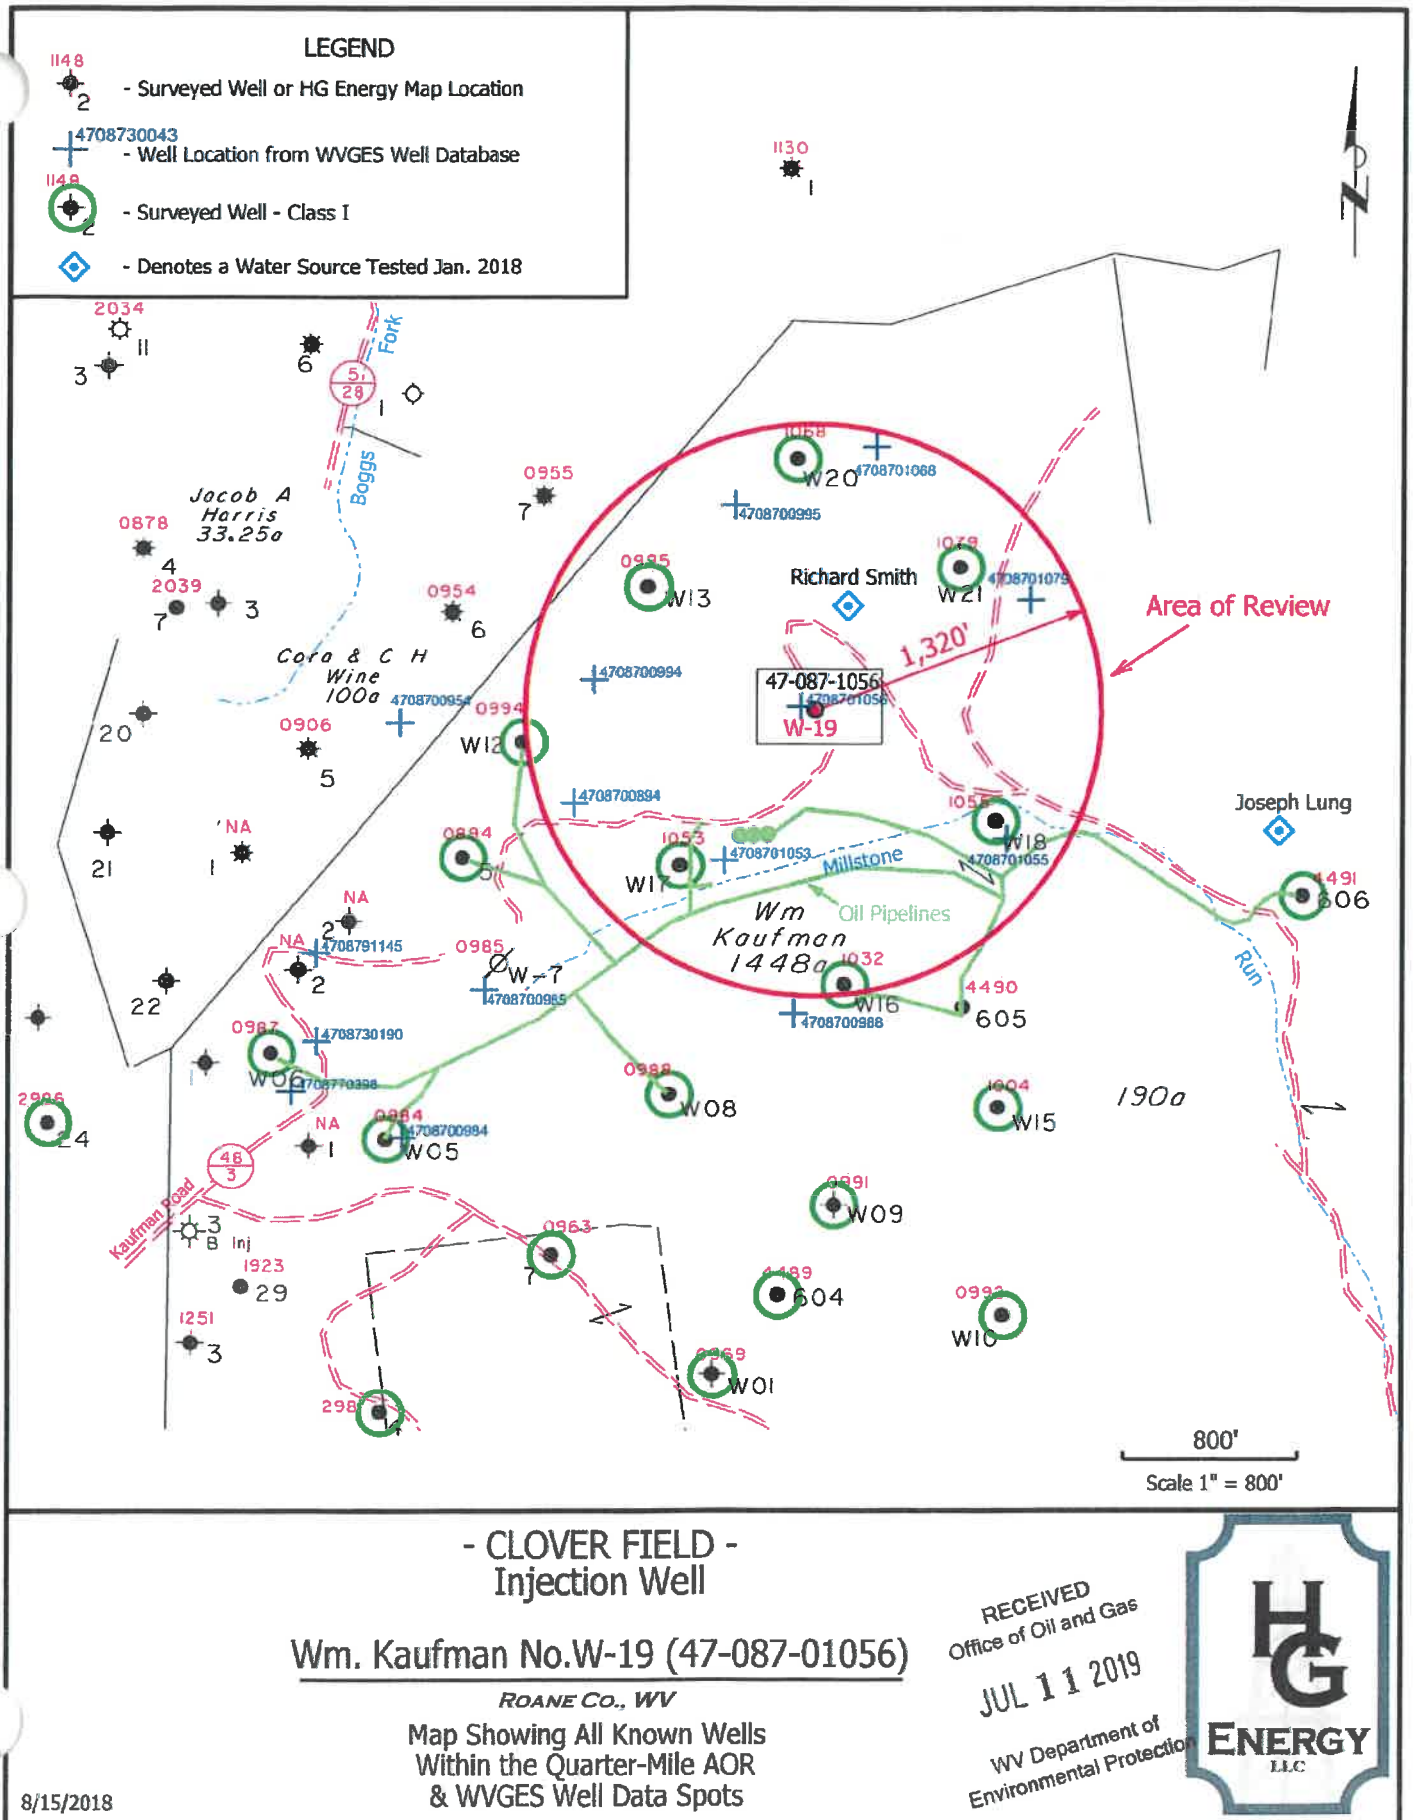 LEGEND
1148
2
- Surveyed Well or HG Energy Map Location
4708730043
- Well Location from WVGES Well Database
1148
2
- Surveyed Well - Class I
- Denotes a Water Source Tested Jan. 2018
1130
1
N
2034
11
3
6
Fork
5
28
1
Boggs
0955
7
Jacob A
Harris
33.25a
0878
4
2039
7
3
0954
6
Cora & C H
Wine
100a
4708700954
20
0906
5
21
NA
1
1068
W20
4708701068
4708700995
0995
W13
Richard Smith
1079
W21
4708701079
Area of Review
1,320'
4708700994
47-087-1056
4708701056
W-19
0994
W12
4708700894
0894
5
1053
W17
4708701053
Millstone
1055
W18
4708701055
Joseph Lung
4491
606
Oil Pipelines
Wm
Kaufman
1448a
Run
NA
2
NA
4708791145
2
0985
W-7
4708700985
1032
W16
4708700988
4490
605
22
0987
W06
4708730190
4708770398
0988
W08
1004
W15
190a
2996
24
NA
1
0984
4708700984
W05
46
3
Kaufman Road
3
B Inj
1923
29
1251
3
0963
7
0991
W09
4489
604
0992
W10
0969
W01
298
800'
Scale 1" = 800'
- CLOVER FIELD -
Injection Well
Wm. Kaufman No.W-19 (47-087-01056)
ROANE CO., WV
Map Showing All Known Wells
Within the Quarter-Mile AOR
& WVGES Well Data Spots
8/15/2018
RECEIVED
Office of Oil and Gas
JUL 11 2019
WV Department of
Environmental Protection
HG
ENERGY
LLC